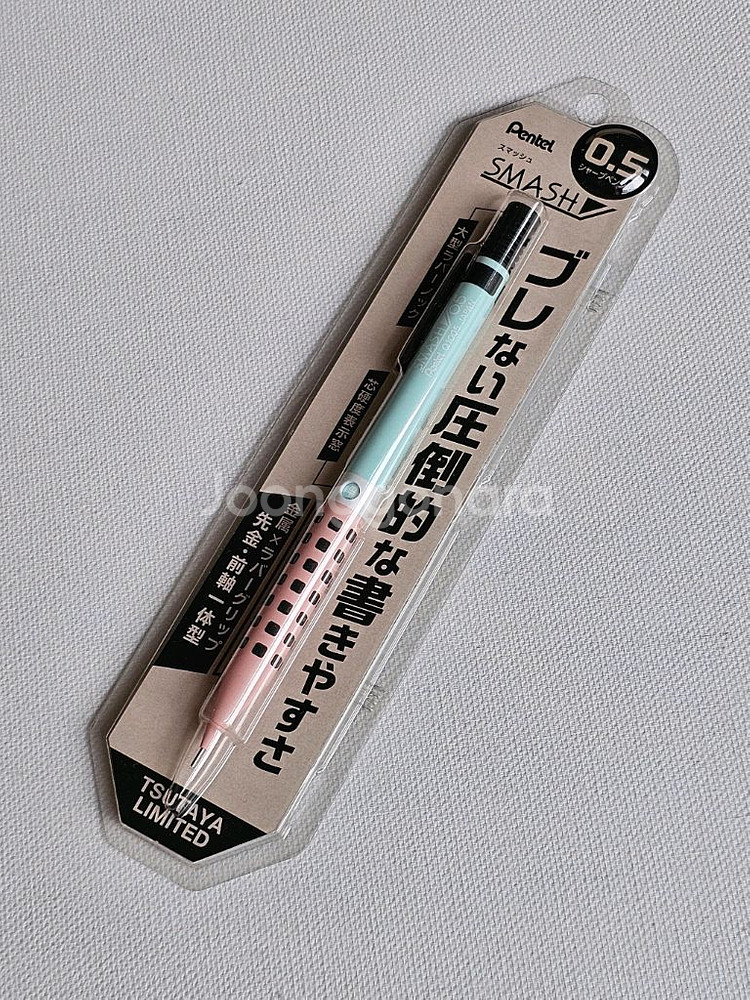 Pentel
スマッシュ
SMASH
0.5
シャープペン
ブレない圧倒的な書きやすさ
大型ラバーノック
芯硬度表示窓
金属×ラバーグリップ
先金・前軸一体型
TSUTAYA
LIMITED
Joonggonara